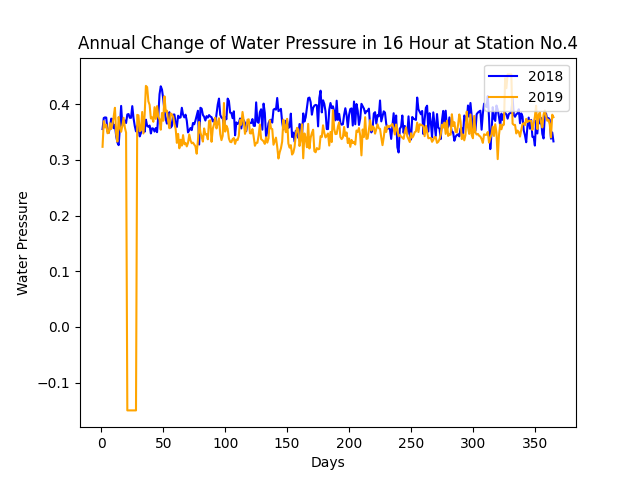 Annual Change of Water Pressure in 16 Hour at Station No.4
2018
2019
0.4
0.3
0.2
0.1
0.0
−0.1
Water Pressure
0 50 100 150 200 250 300 350
Days